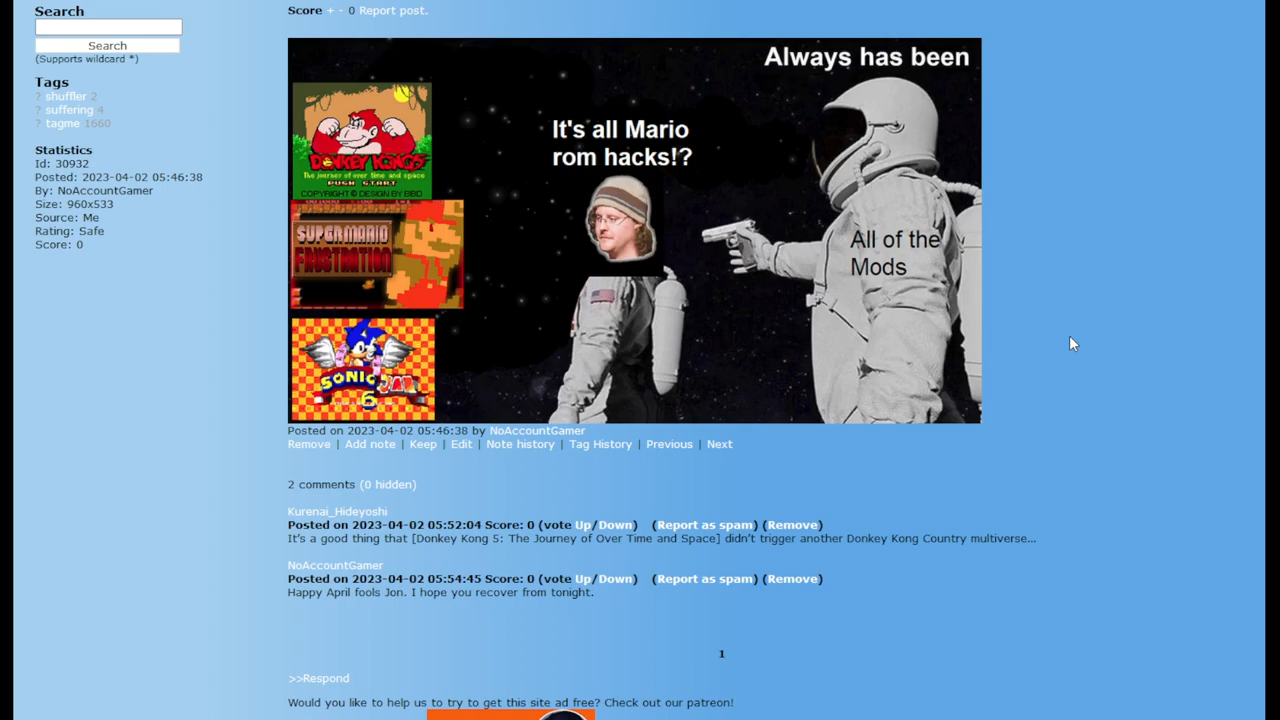 Search
Search
(Supports wildcard *)
Tags
? shuffler 2
? suffering 4
? tagme 1660
Statistics
Id: 30932
Posted: 2023-04-02 05:46:38
By: NoAccountGamer
Size: 960x533
Source: Me
Rating: Safe
Score: 0
Score + - 0 Report post.
Always has been
It's all Mario
rom hacks!?
All of the
Mods
DONKEY KONG 5
The journey of over time and space
PUSH START
COPYRIGHT © DESIGN BY BBD
SUPER MARIO
FRUSTRATION
SONIC JAM
6
Posted on 2023-04-02 05:46:38 by NoAccountGamer
Remove | Add note | Keep | Edit | Note history | Tag History | Previous | Next
2 comments (0 hidden)
Kurenai_Hideyoshi
Posted on 2023-04-02 05:52:04 Score: 0 (vote Up/Down) (Report as spam) (Remove)
It's a good thing that [Donkey Kong 5: The Journey of Over Time and Space] didn't trigger another Donkey Kong Country multiverse...
NoAccountGamer
Posted on 2023-04-02 05:54:45 Score: 0 (vote Up/Down) (Report as spam) (Remove)
Happy April fools Jon. I hope you recover from tonight.
1
>>Respond
Would you like to help us to try to get this site ad free? Check out our patreon!